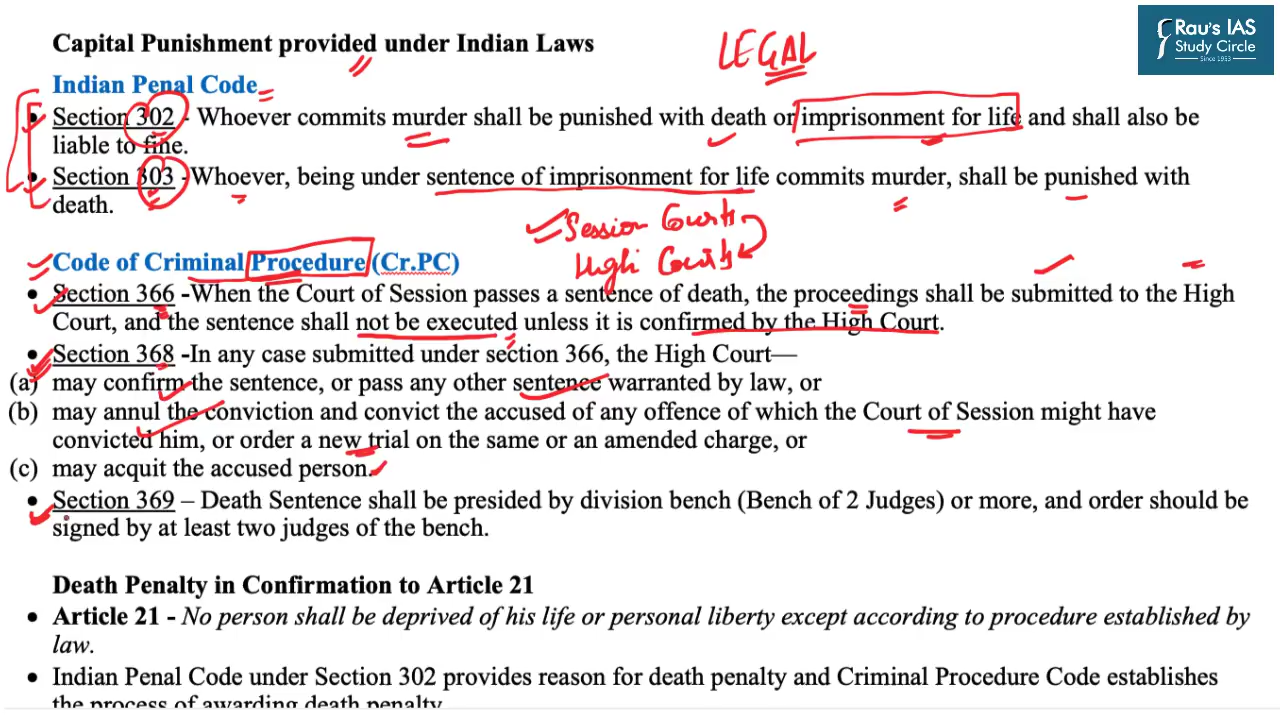 Rau's IAS
Study Circle
Since 1953
LEGAL
Capital Punishment provided under Indian Laws
Indian Penal Code
• Section 302 - Whoever commits murder shall be punished with death or imprisonment for life and shall also be
liable to fine.
• Section 303 -Whoever, being under sentence of imprisonment for life commits murder, shall be punished with
death.
Session Courts
High Courts
Code of Criminal Procedure (Cr.PC)
• Section 366 -When the Court of Session passes a sentence of death, the proceedings shall be submitted to the High
Court, and the sentence shall not be executed unless it is confirmed by the High Court.
• Section 368 -In any case submitted under section 366, the High Court—
(a) may confirm the sentence, or pass any other sentence warranted by law, or
(b) may annul the conviction and convict the accused of any offence of which the Court of Session might have
convicted him, or order a new trial on the same or an amended charge, or
(c) may acquit the accused person.
• Section 369 – Death Sentence shall be presided by division bench (Bench of 2 Judges) or more, and order should be
signed by at least two judges of the bench.
Death Penalty in Confirmation to Article 21
• Article 21 - No person shall be deprived of his life or personal liberty except according to procedure established by
law.
• Indian Penal Code under Section 302 provides reason for death penalty and Criminal Procedure Code establishes
the process of awarding death penalty.